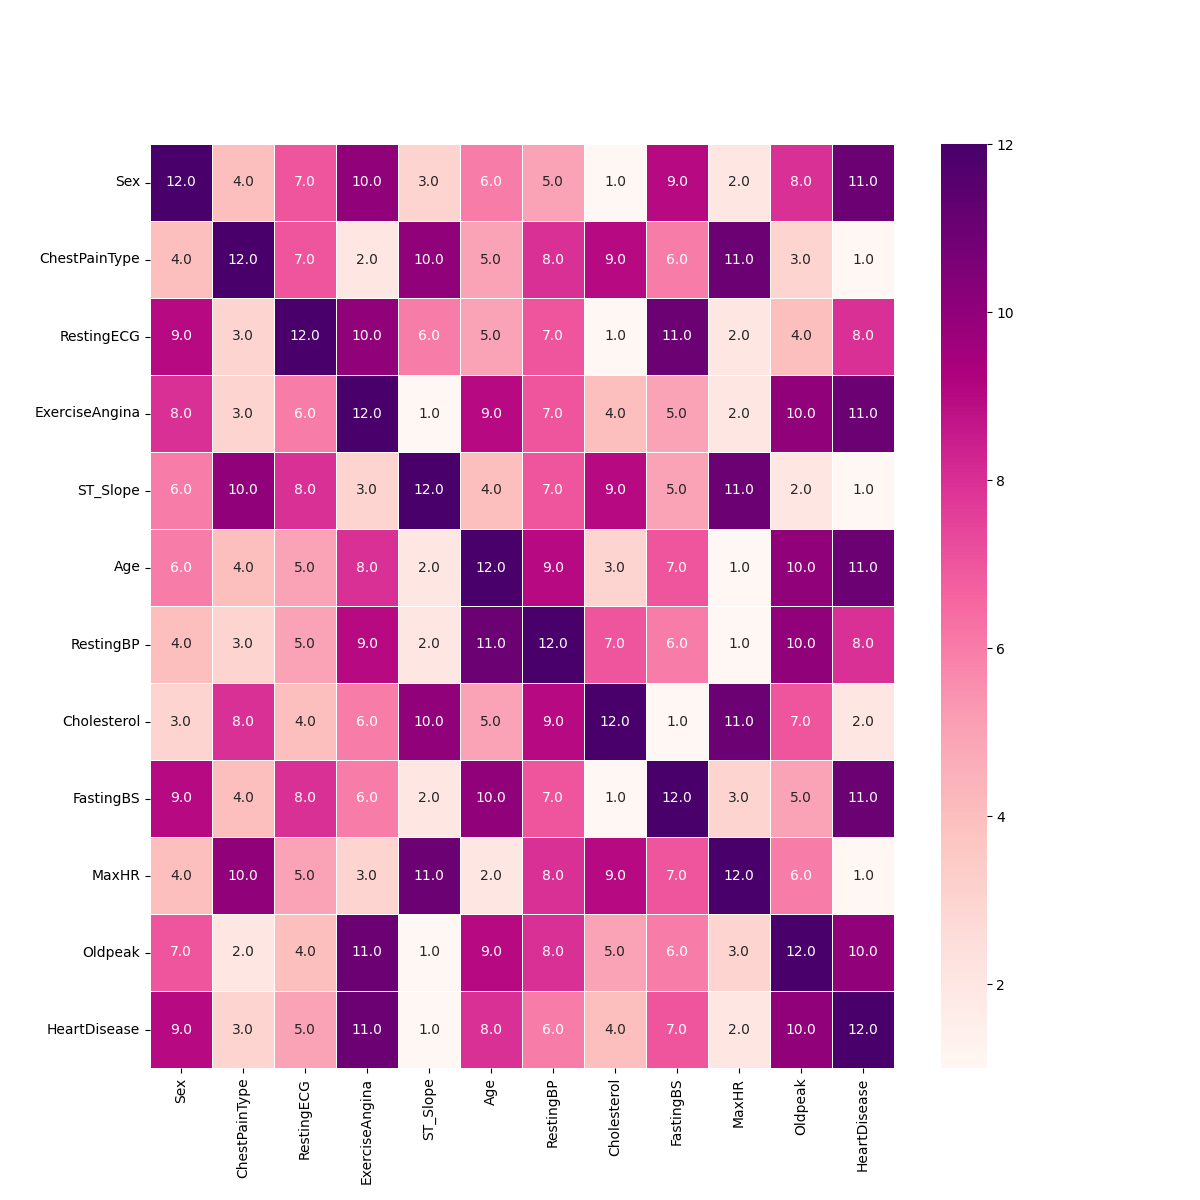 Sex 12.0 4.0 7.0 10.0 3.0 6.0 5.0 1.0 9.0 2.0 8.0 11.0
ChestPainType 4.0 12.0 7.0 2.0 10.0 5.0 8.0 9.0 6.0 11.0 3.0 1.0
RestingECG 9.0 3.0 12.0 10.0 6.0 5.0 7.0 1.0 11.0 2.0 4.0 8.0
ExerciseAngina 8.0 3.0 6.0 12.0 1.0 9.0 7.0 4.0 5.0 2.0 10.0 11.0
ST_Slope 6.0 10.0 8.0 3.0 12.0 4.0 7.0 9.0 5.0 11.0 2.0 1.0
Age 6.0 4.0 5.0 8.0 2.0 12.0 9.0 3.0 7.0 1.0 10.0 11.0
RestingBP 4.0 3.0 5.0 9.0 2.0 11.0 12.0 7.0 6.0 1.0 10.0 8.0
Cholesterol 3.0 8.0 4.0 6.0 10.0 5.0 9.0 12.0 1.0 11.0 7.0 2.0
FastingBS 9.0 4.0 8.0 6.0 2.0 10.0 7.0 1.0 12.0 3.0 5.0 11.0
MaxHR 4.0 10.0 5.0 3.0 11.0 2.0 8.0 9.0 7.0 12.0 6.0 1.0
Oldpeak 7.0 2.0 4.0 11.0 1.0 9.0 8.0 5.0 6.0 3.0 12.0 10.0
HeartDisease 9.0 3.0 5.0 11.0 1.0 8.0 6.0 4.0 7.0 2.0 10.0 12.0
Sex
ChestPainType
RestingECG
ExerciseAngina
ST_Slope
Age
RestingBP
Cholesterol
FastingBS
MaxHR
Oldpeak
HeartDisease
12
10
8
6
4
2